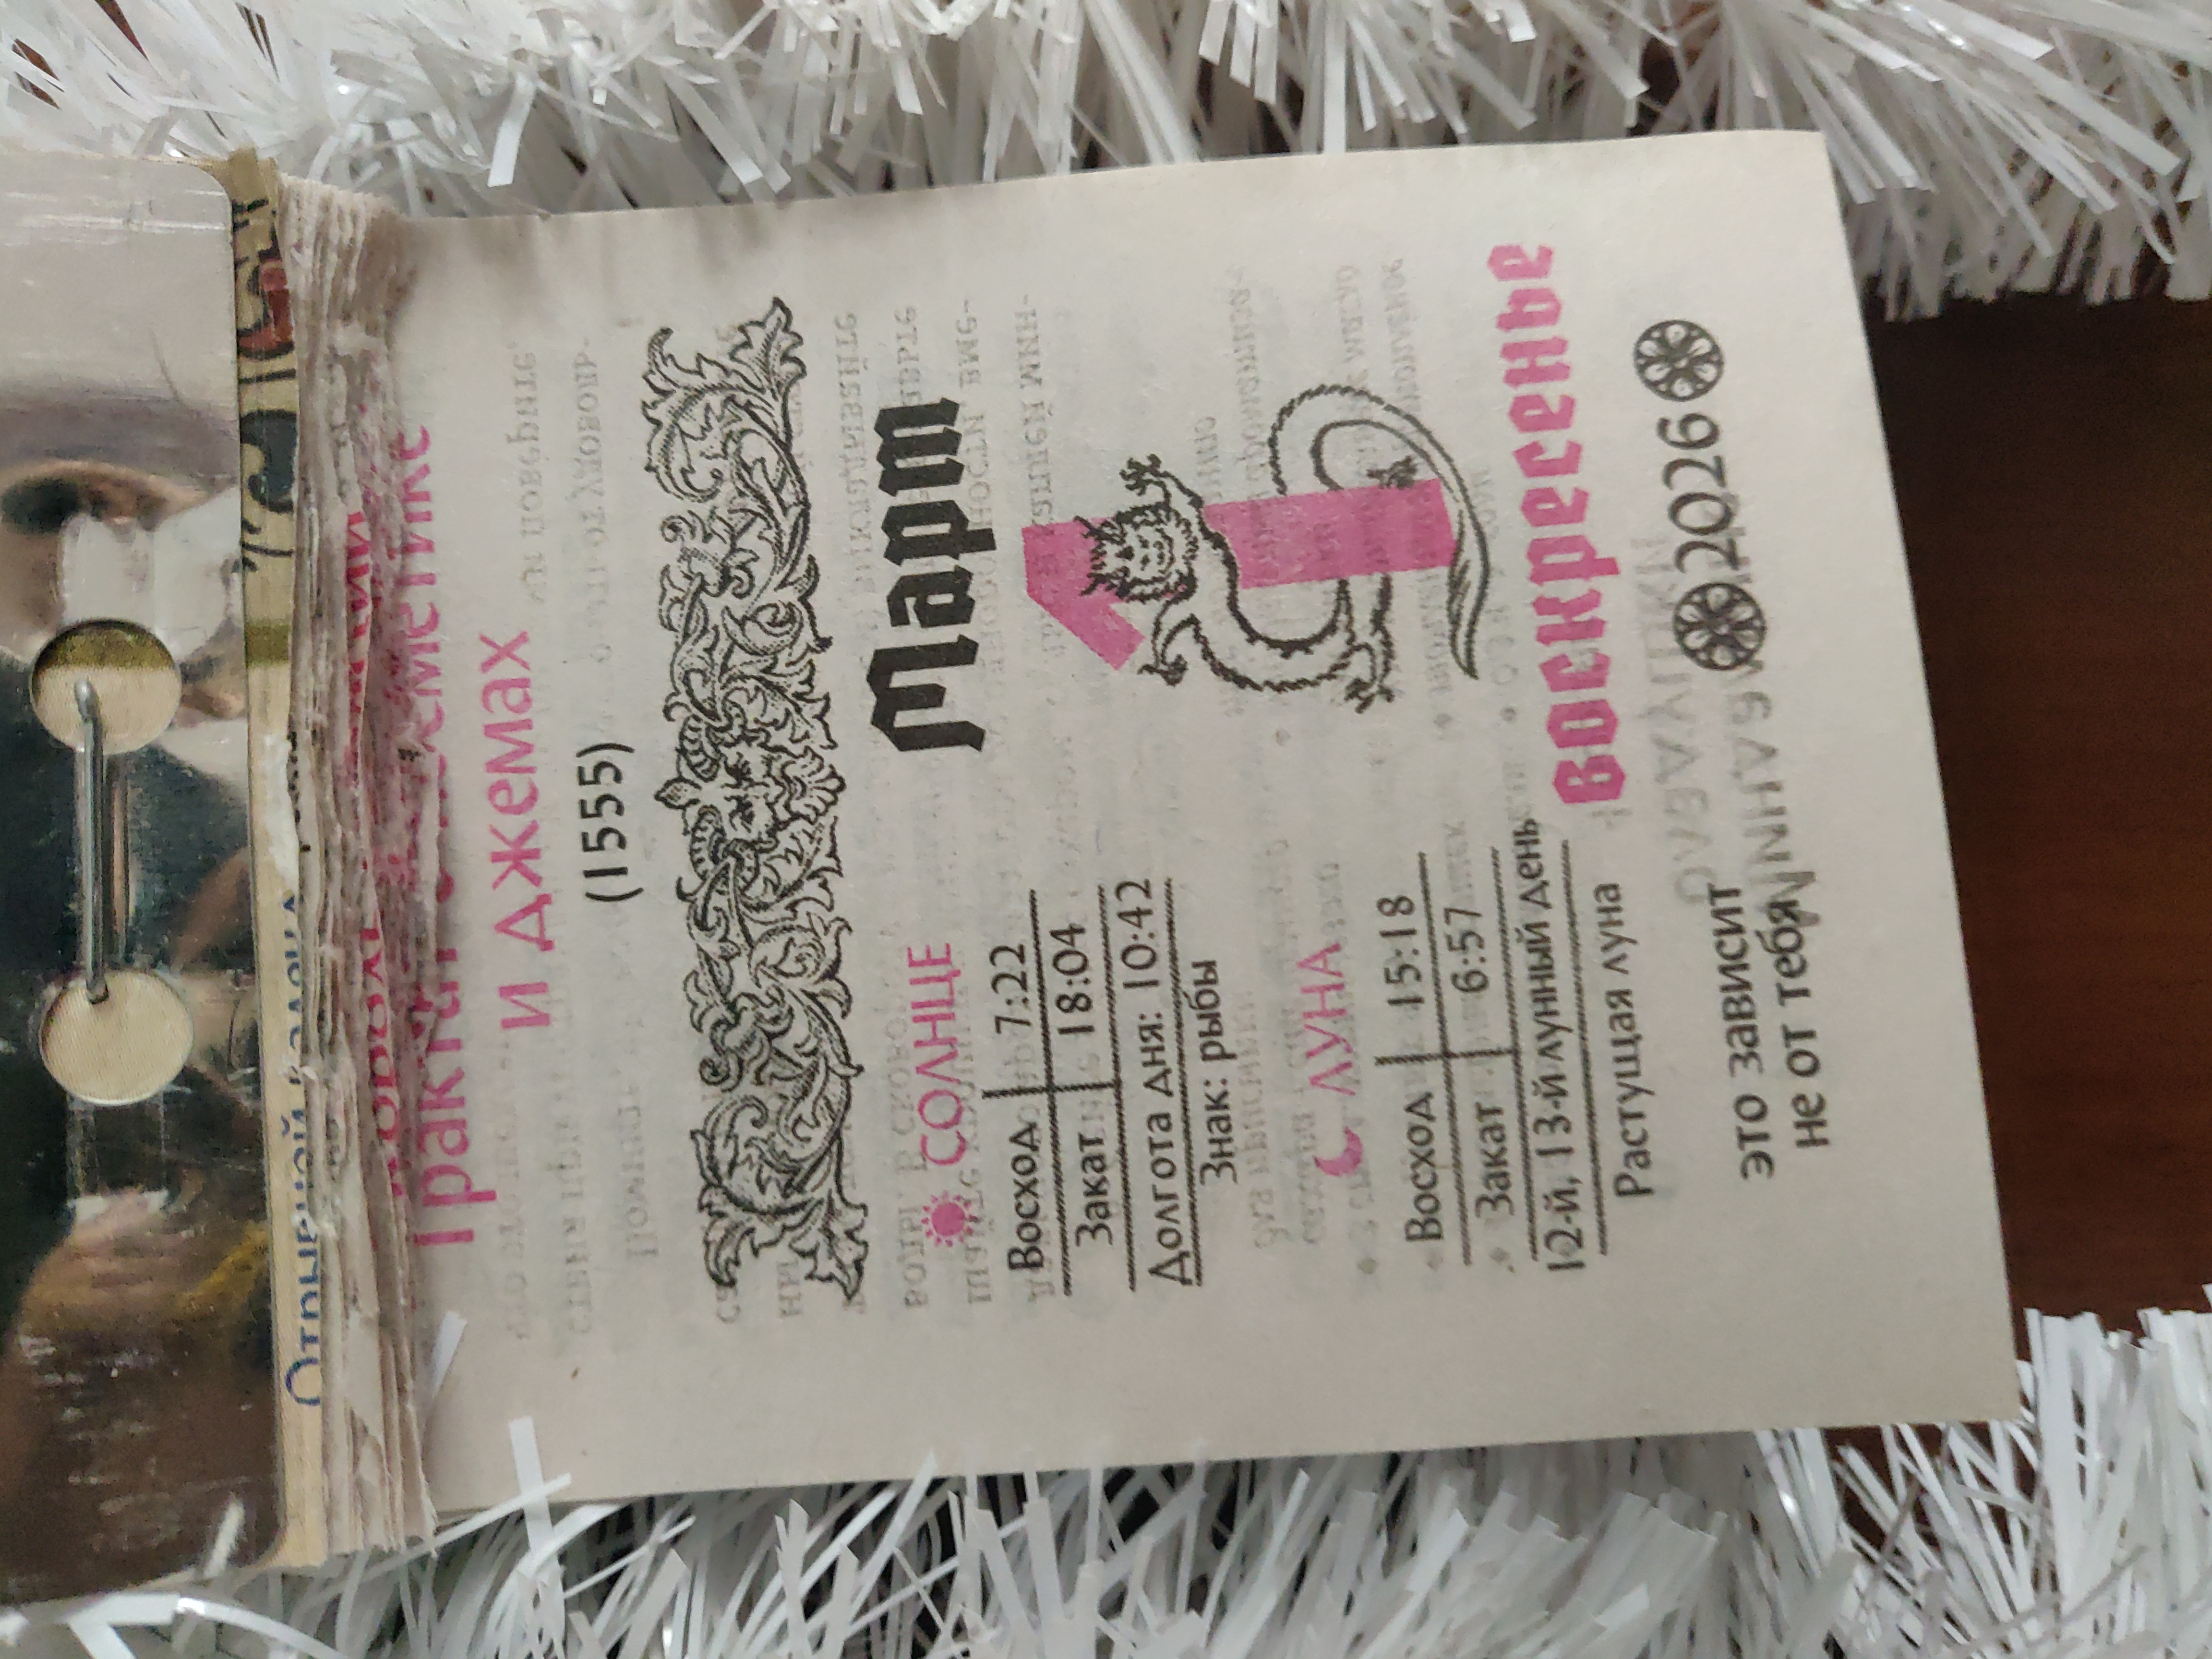 Отрывной
Трактат о косметике
и джемах
(1555)
СОЛНЦЕ
Восход 7:22
Закат 18:04
Долгота дня: 10:42
Знак: рыбы
ЛУНА
Восход 15:18
Закат 6:57
12-й, 13-й лунный день
Растущая луна
Март
1
воскресенье
2026
это зависит
не от тебя